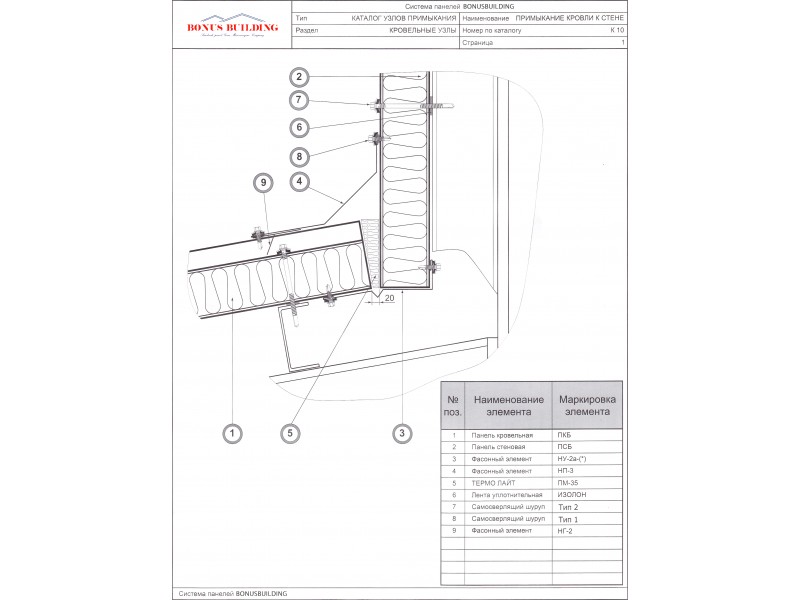 BONUS BUILDING
Система панелей BONUSBUILDING
Тип КАТАЛОГ УЗЛОВ ПРИМЫКАНИЯ
Раздел КРОВЕЛЬНЫЕ УЗЛЫ
Наименование ПРИМЫКАНИЕ КРОВЛИ К СТЕНЕ
Номер по каталогу К 10
Страница 1
2
7
6
8
4
9
20
1
5
3
№ поз. Наименование элемента Маркировка элемента
1 Панель кровельная ПКБ
2 Панель стеновая ПСБ
3 Фасонный элемент НУ-2а-(*)
4 Фасонный элемент НП-3
5 ТЕРМО ЛАЙТ ПМ-35
6 Лента уплотнительная ИЗОЛОН
7 Самосверлящий шуруп Тип 2
8 Самосверлящий шуруп Тип 1
9 Фасонный элемент НГ-2
Система панелей BONUSBUILDING